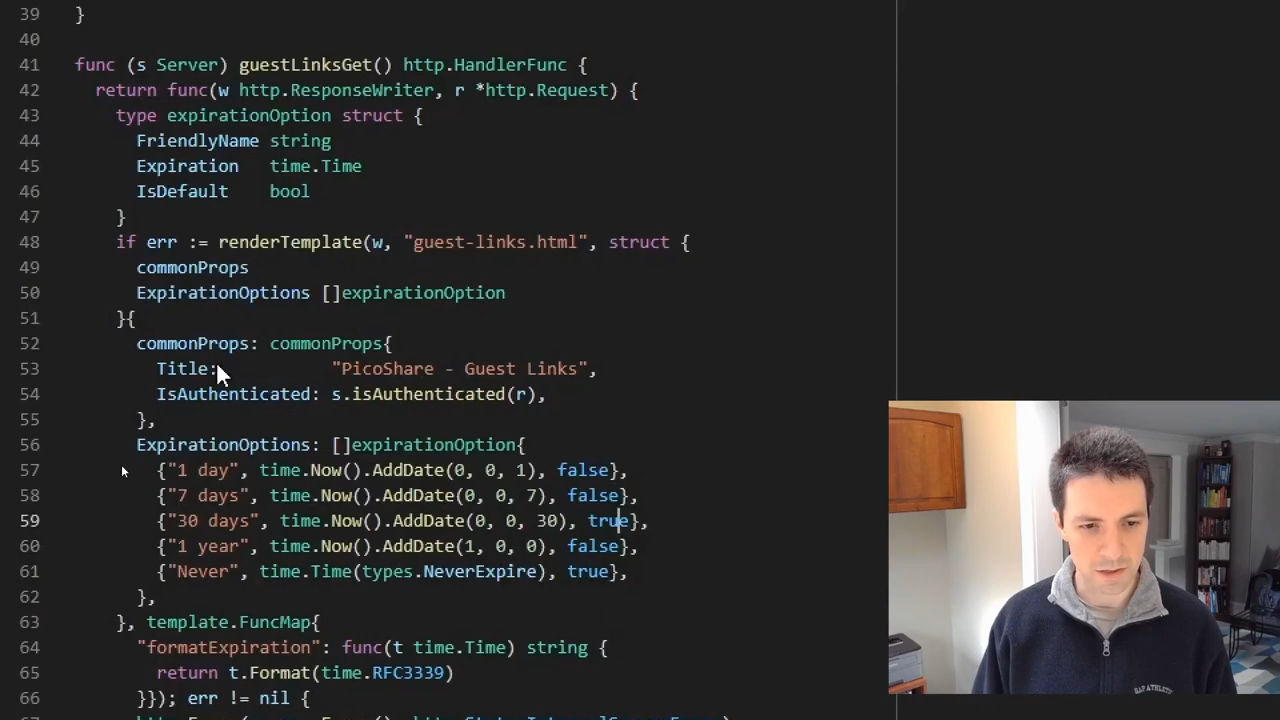 39 }
40
41 func (s Server) guestLinksGet() http.HandlerFunc {
42 return func(w http.ResponseWriter, r *http.Request) {
43 type expirationOption struct {
44 FriendlyName string
45 Expiration time.Time
46 IsDefault bool
47 }
48 if err := renderTemplate(w, "guest-links.html", struct {
49 commonProps
50 ExpirationOptions []expirationOption
51 }{
52 commonProps: commonProps{
53 Title: "PicoShare - Guest Links",
54 IsAuthenticated: s.isAuthenticated(r),
55 },
56 ExpirationOptions: []expirationOption{
57 {"1 day", time.Now().AddDate(0, 0, 1), false},
58 {"7 days", time.Now().AddDate(0, 0, 7), false},
59 {"30 days", time.Now().AddDate(0, 0, 30), true},
60 {"1 year", time.Now().AddDate(1, 0, 0), false},
61 {"Never", time.Time(types.NeverExpire), true},
62 },
63 }, template.FuncMap{
64 "formatExpiration": func(t time.Time) string {
65 return t.Format(time.RFC3339)
66 }}); err != nil {